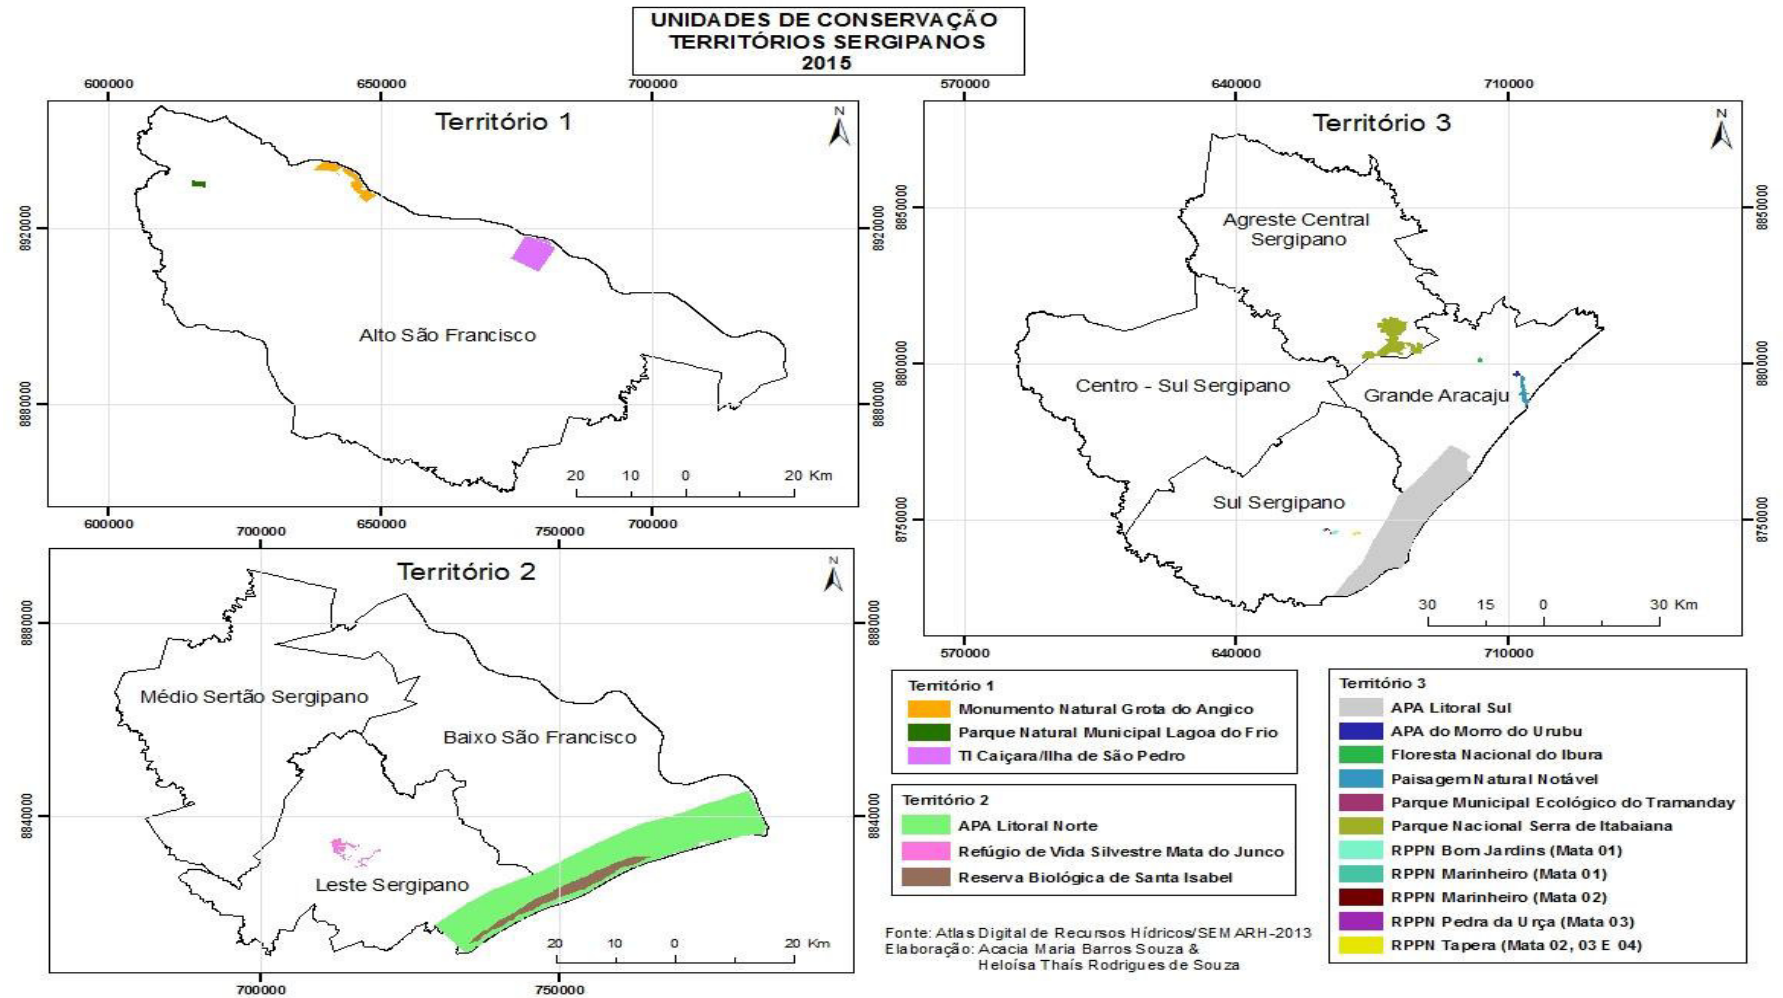 UNIDADES DE CONSERVAÇÃO
TERRITÓRIOS SERGIPANOS
2015
600000
650000
700000
Território 1
N
8920000
8920000
Alto São Francisco
8880000
8880000
20 10 0 20 Km
600000
650000
700000
700000
750000
Território 2
N
8880000
8880000
Médio Sertão Sergipano
Baixo São Francisco
8840000
8840000
Leste Sergipano
20 10 0 20 Km
700000
750000
570000
640000
710000
Território 3
N
8850000
8850000
Agreste Central
Sergipano
8800000
8800000
Centro - Sul Sergipano
Grande Aracaju
Sul Sergipano
8750000
8750000
30 15 0 30 Km
570000
640000
710000
Território 1
Monumento Natural Grota do Angico
Parque Natural Municipal Lagoa do Frio
TI Caiçara/Ilha de São Pedro
Território 2
APA Litoral Norte
Refúgio de Vida Silvestre Mata do Junco
Reserva Biológica de Santa Isabel
Território 3
APA Litoral Sul
APA do Morro do Urubu
Floresta Nacional do Ibura
Paisagem Natural Notável
Parque Municipal Ecológico do Tramanday
Parque Nacional Serra de Itabaiana
RPPN Bom Jardins (Mata 01)
RPPN Marinheiro (Mata 01)
RPPN Marinheiro (Mata 02)
RPPN Pedra da Urça (Mata 03)
RPPN Tapera (Mata 02, 03 E 04)
Fonte: Atlas Digital de Recursos Hídricos/SEMARH-2013
Elaboração: Acacia Maria Barros Souza &
Heloísa Thaís Rodrigues de Souza